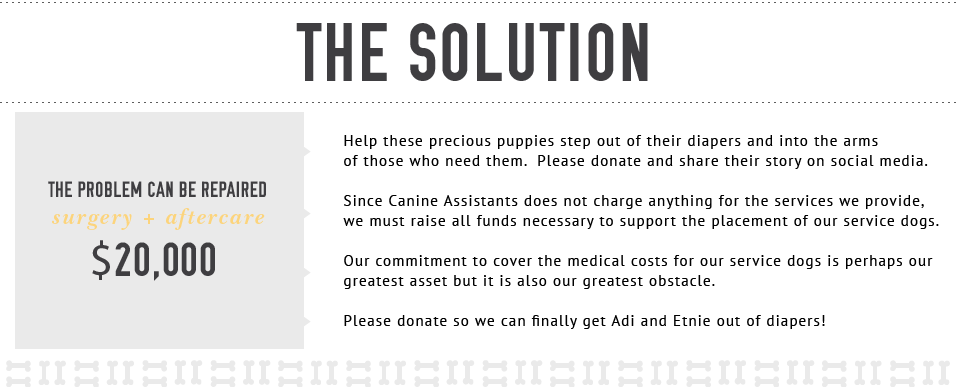 THE SOLUTION
THE PROBLEM CAN BE REPAIRED
surgery + aftercare
$20,000
Help these precious puppies step out of their diapers and into the arms
of those who need them.  Please donate and share their story on social media.
Since Canine Assistants does not charge anything for the services we provide,
we must raise all funds necessary to support the placement of our service dogs.
Our commitment to cover the medical costs for our service dogs is perhaps our
greatest asset but it is also our greatest obstacle.
Please donate so we can finally get Adi and Etnie out of diapers!